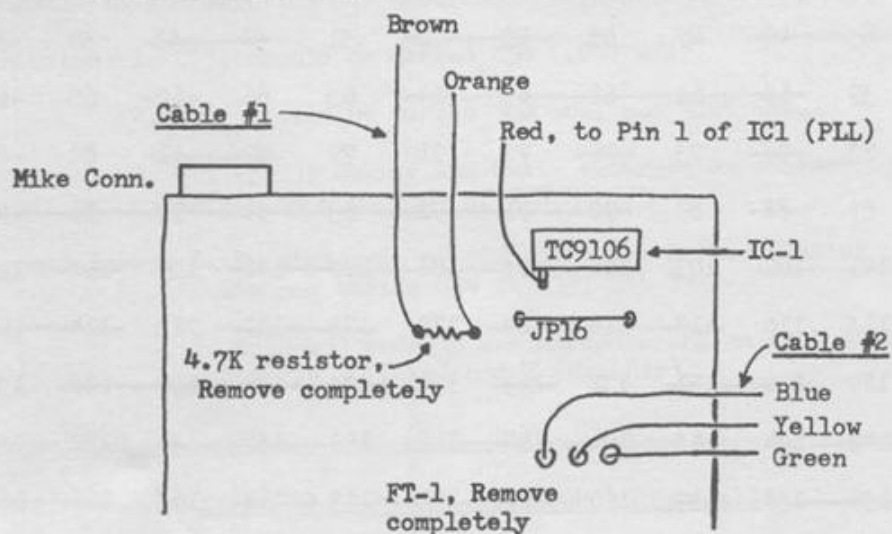 Brown
Orange
Cable #1
Red, to Pin 1 of IC1 (PLL)
Mike Conn.
TC9106
IC-1
JP16
4.7K resistor,
Remove completely
Cable #2
Blue
Yellow
Green
FT-1, Remove
completely